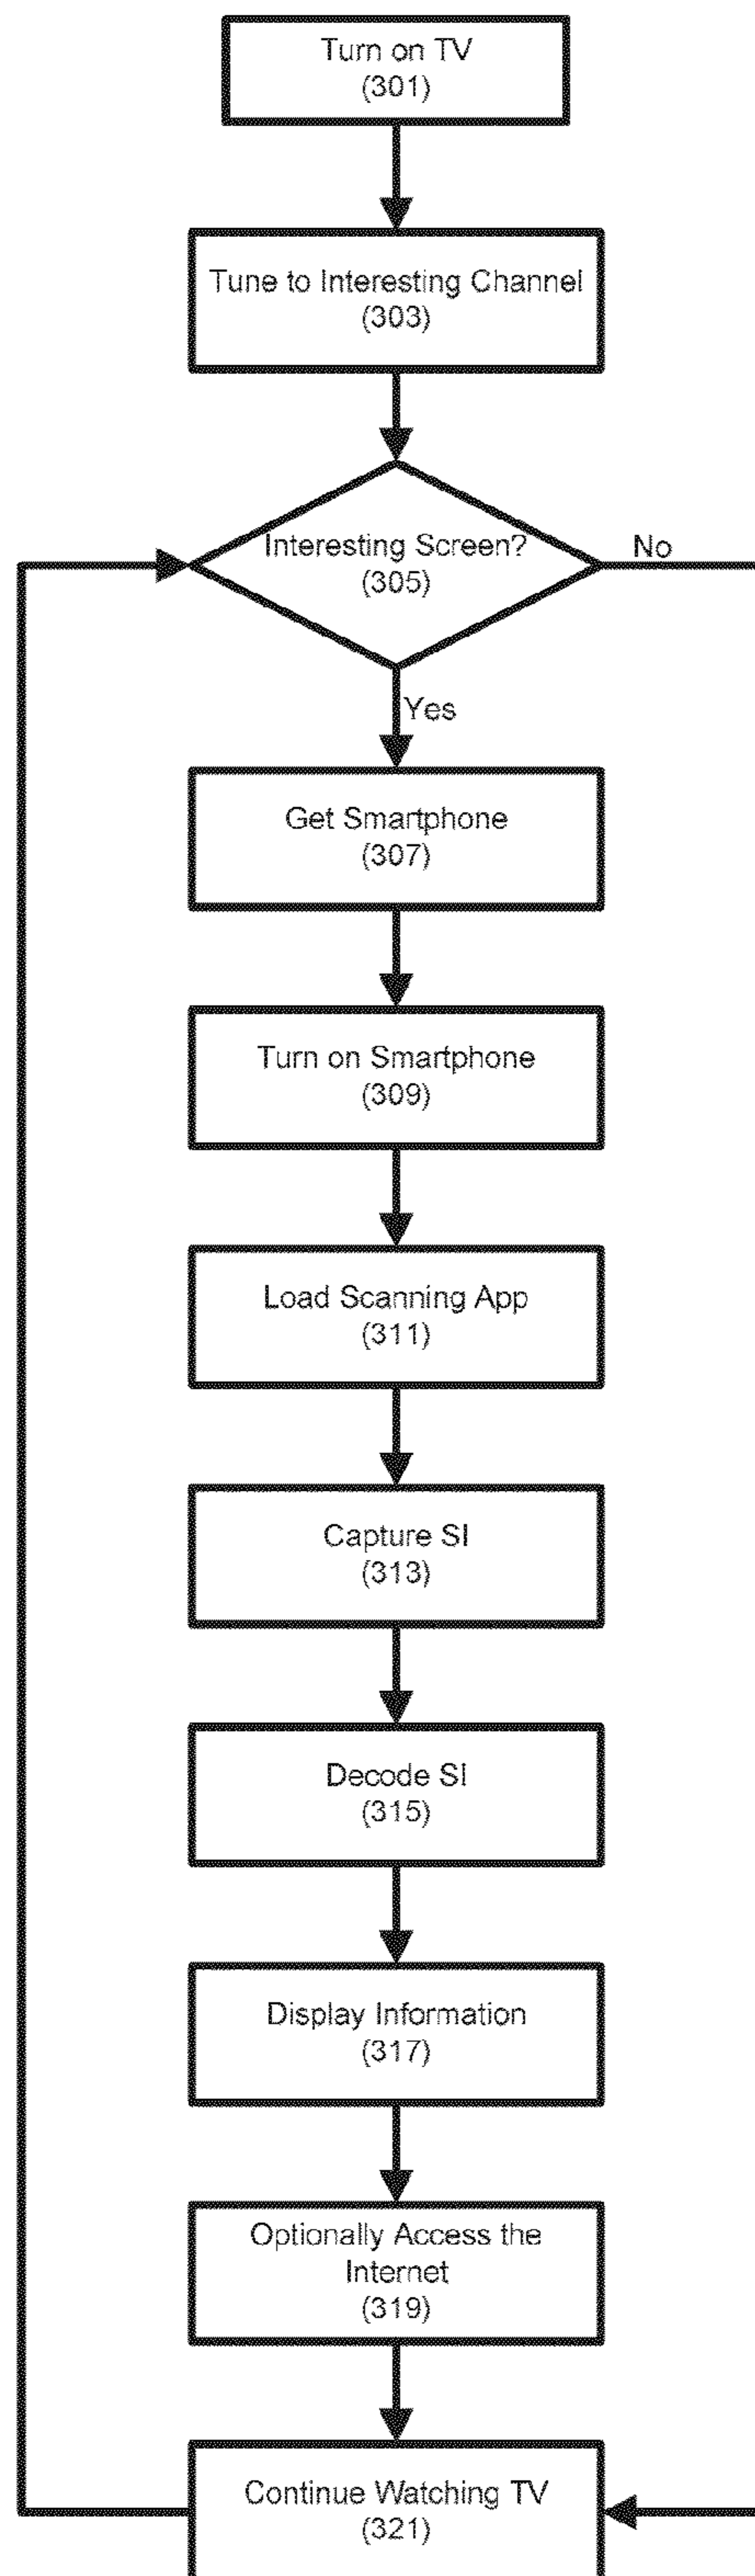 Turn on TV
(301)
Tune to Interesting Channel
(303)
Interesting Screen?
(305)
No
Yes
Get Smartphone
(307)
Turn on Smartphone
(309)
Load Scanning App
(311)
Capture SI
(313)
Decode SI
(315)
Display Information
(317)
Optionally Access the
Internet
(319)
Continue Watching TV
(321)